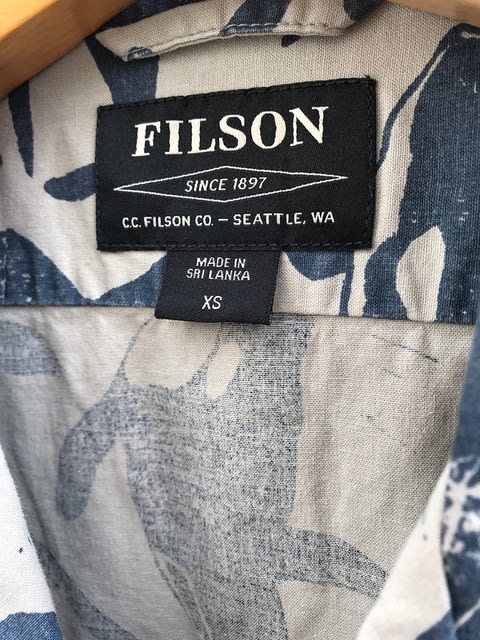 FILSON
SINCE 1897
C.C. FILSON CO. – SEATTLE, WA
MADE IN
SRI LANKA
XS